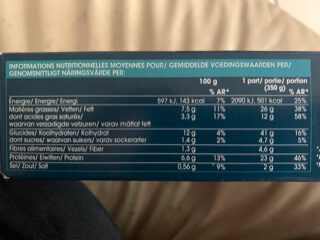 INFORMATIONS NUTRITIONNELLES MOYENNES POUR/ GEMIDDELDE VOEDINGSWAARDEN PER/
GENOMSNITTLIGT NÄRINGSVÄRDE PER:
100 g 1 part/ portie/ portion
% AR* (350 g) % AR*
Energie/ Energie/ Energi 597 kJ, 143 kcal 7% 2090 kJ, 501 kcal 25%
Matières grasses/ Vetten/ Fett 7,5 g 11% 26 g 38%
dont acides gras saturés/ 3,3 g 17% 12 g 58%
waarvan verzadigde vetzuren/ varav mättat fett
Glucides/ Koolhydraten/ Kolhydrat 12 g 4% 41 g 16%
dont sucres/ waarvan suikers/ varav sockerarter 1,4 g 2% 4,7 g 5%
Fibres alimentaires/ Vezels/ Fiber 1,3 g 4,6 g
Protéines/ Eiwitten/ Protein 6,6 g 13% 23 g 46%
Sel/ Zout/ Salt 0,56 g 9% 2 g 33%